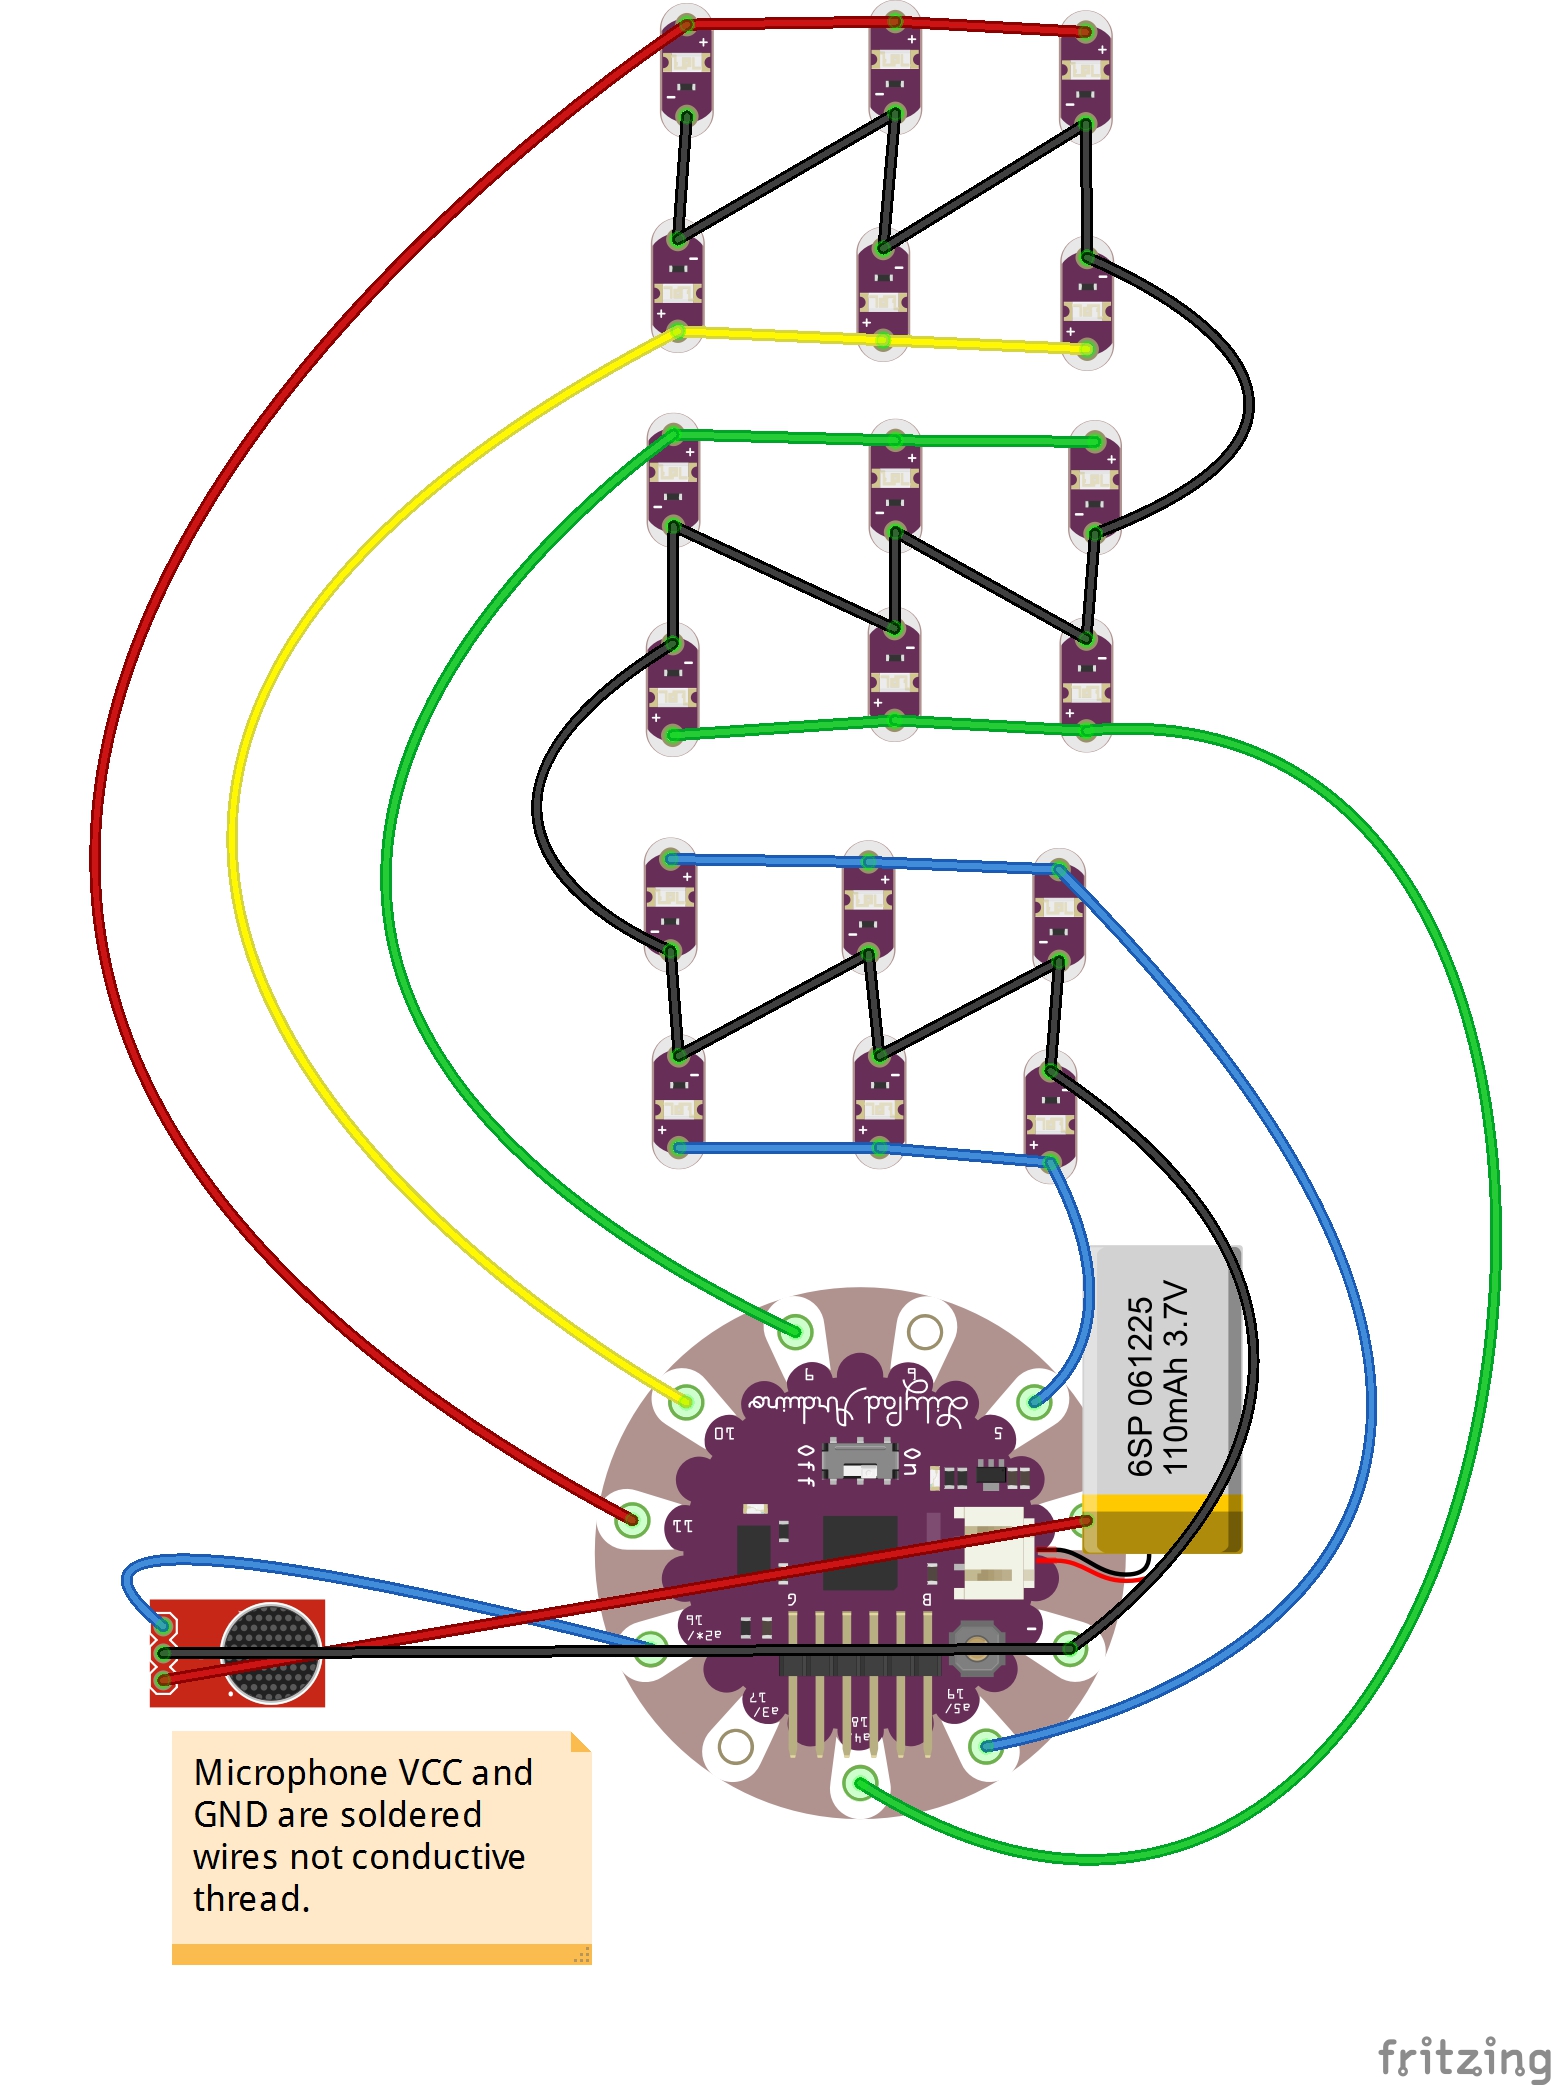 6SP 061225
110mAh 3.7V
9
6
LilyPad Arduino
10
5
Off
On
11
G
B
a2*/
16
-
a3/
17
a4/
18
a5/
19
Microphone VCC and
GND are soldered
wires not conductive
thread.
fritzing